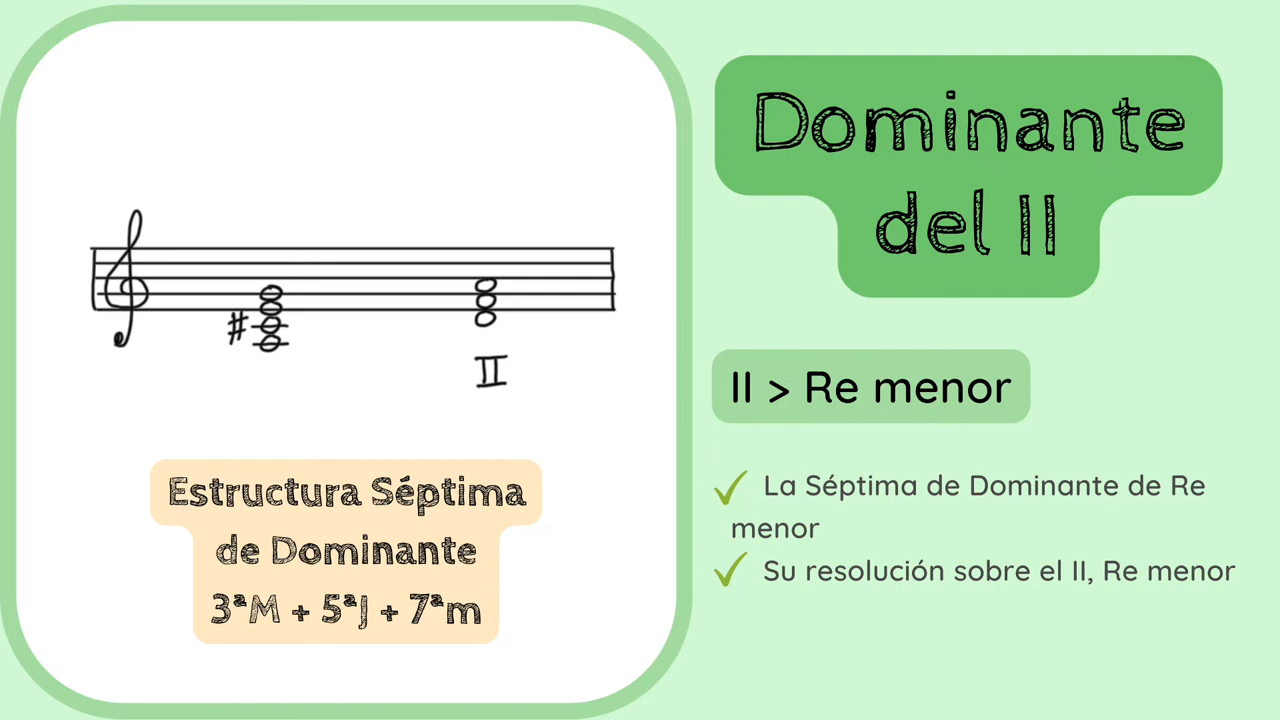 Dominante
del II
II
II > Re menor
Estructura Séptima
de Dominante
3ªM + 5ªJ + 7ªm
La Séptima de Dominante de Re
menor
Su resolución sobre el II, Re menor